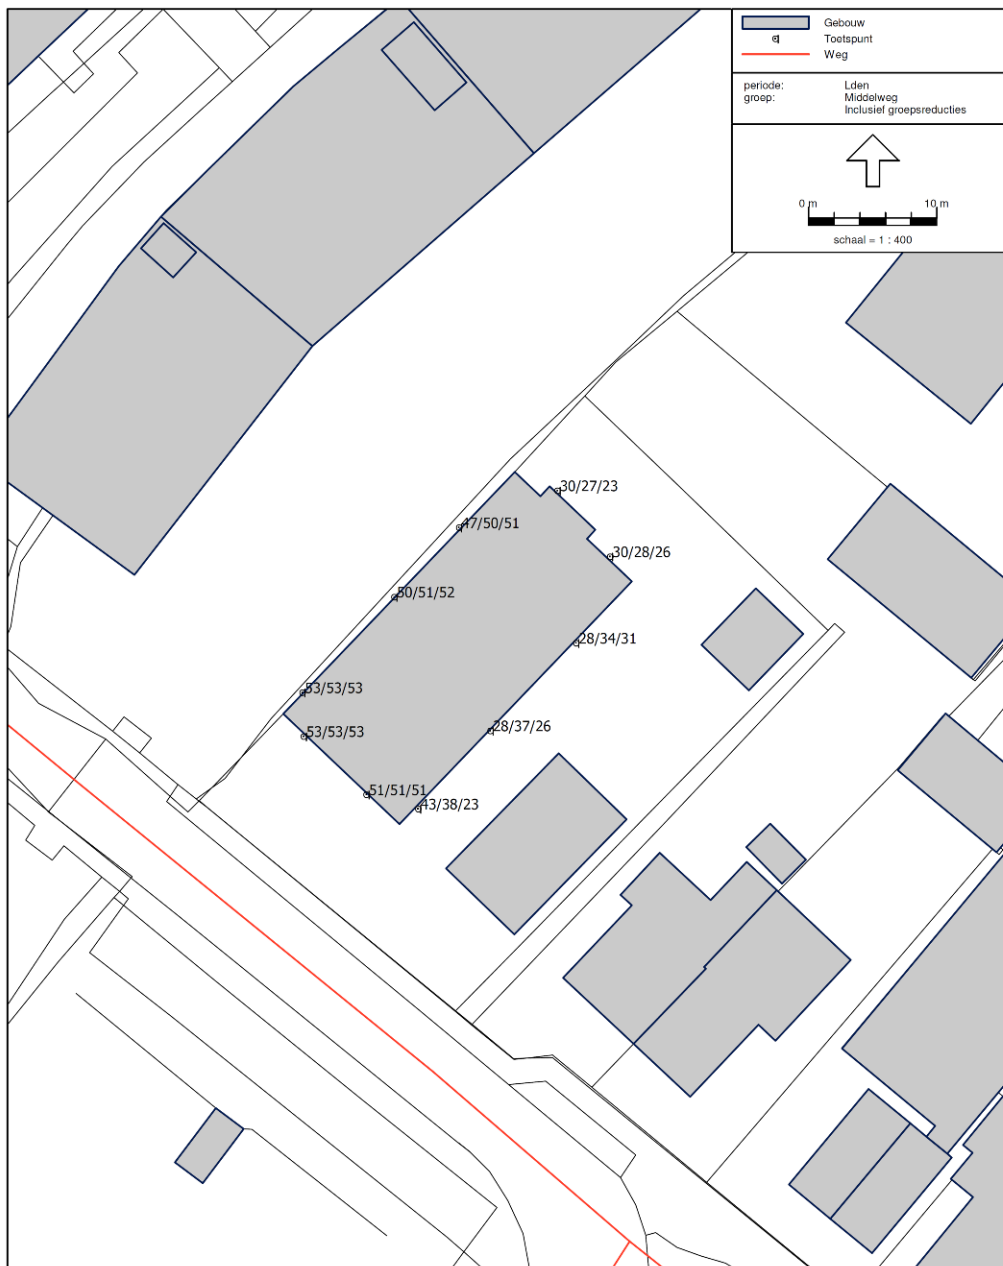 Gebouw
Toetspunt
Weg
periode: Lden
groep: Middelweg
Inclusief groepsreducties
0 m 10 m
schaal = 1 : 400
30/27/23
47/50/51
30/28/26
50/51/52
28/34/31
53/53/53
28/37/26
53/53/53
51/51/51
43/38/23